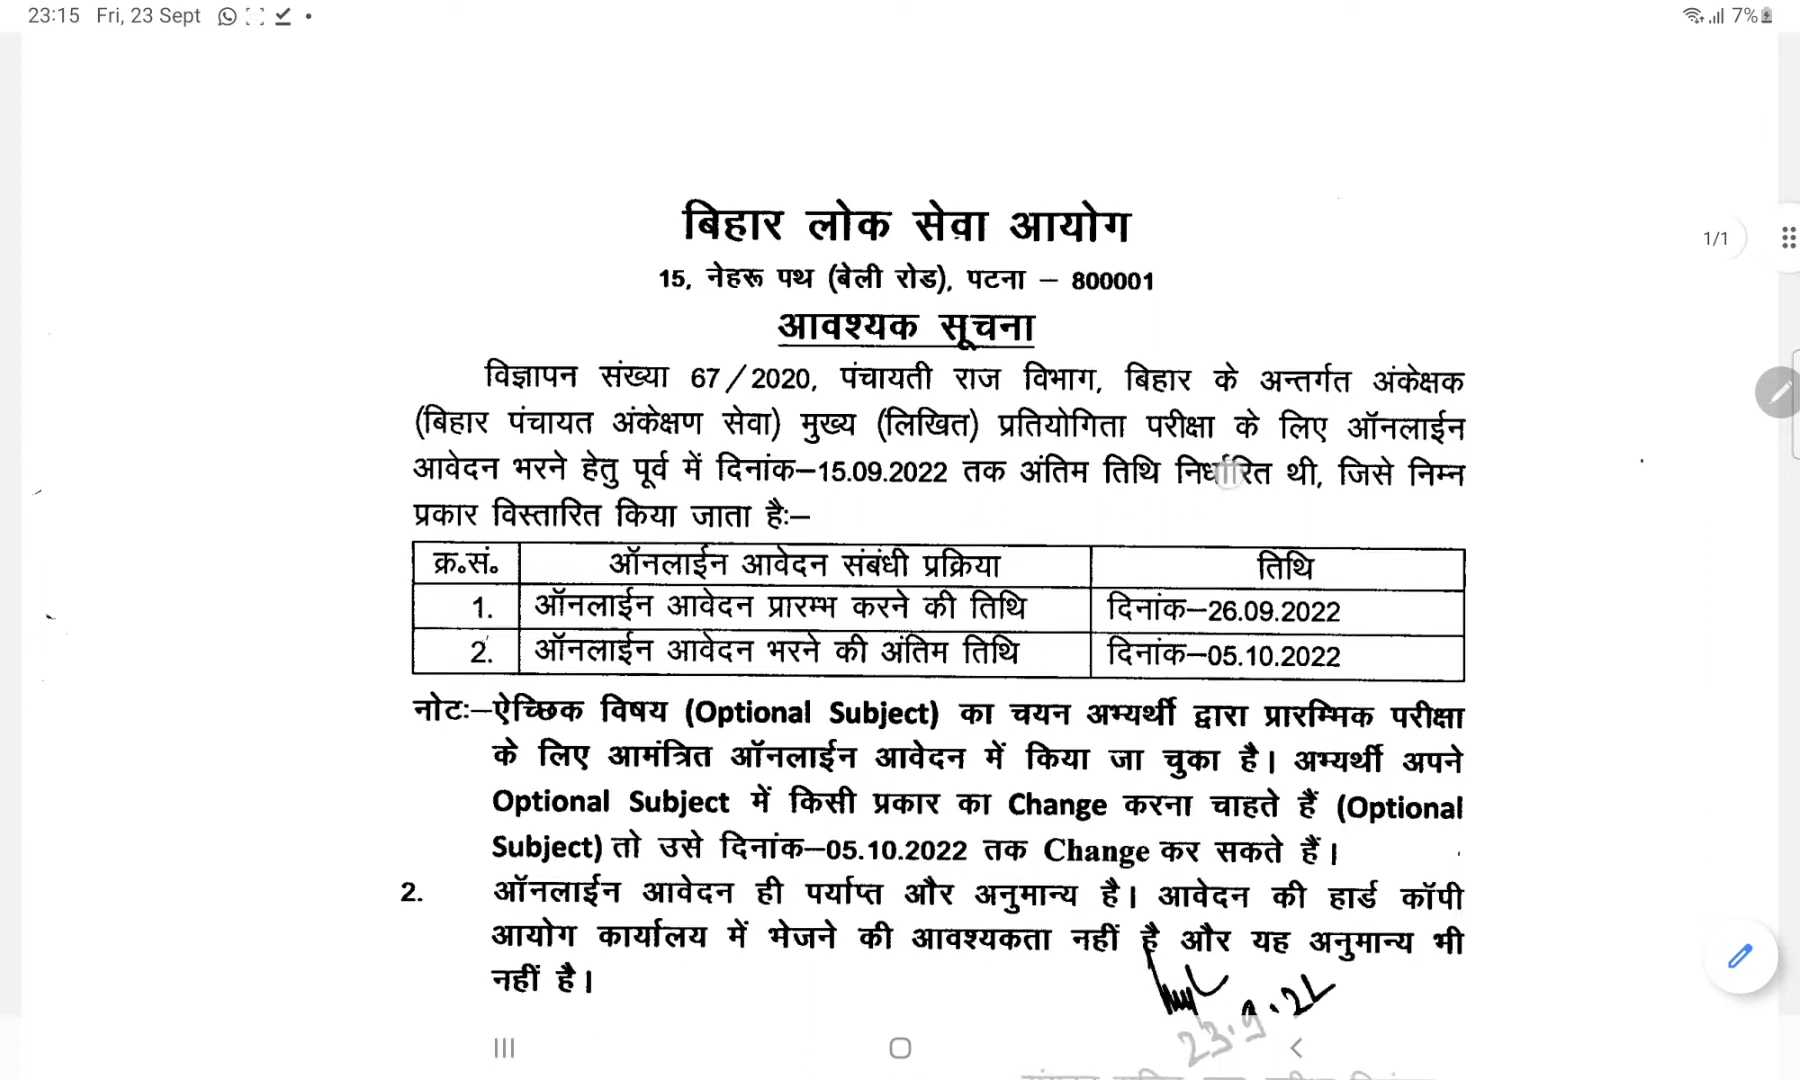 23:15 Fri, 23 Sept
7%
बिहार लोक सेवा आयोग
1/1
15, नेहरू पथ (बेली रोड), पटना – 800001
आवश्यक सूचना
विज्ञापन संख्या 67/2020, पंचायती राज विभाग, बिहार के अन्तर्गत अंकेक्षक
(बिहार पंचायत अंकेक्षण सेवा) मुख्य (लिखित) प्रतियोगिता परीक्षा के लिए ऑनलाईन
आवेदन भरने हेतु पूर्व में दिनांक–15.09.2022 तक अंतिम तिथि निर्धारित थी, जिसे निम्न
प्रकार विस्तारित किया जाता हैः–
क्र.सं. ऑनलाईन आवेदन संबंधी प्रक्रिया तिथि
1. ऑनलाईन आवेदन प्रारम्भ करने की तिथि दिनांक–26.09.2022
2. ऑनलाईन आवेदन भरने की अंतिम तिथि दिनांक–05.10.2022
नोटः–ऐच्छिक विषय (Optional Subject) का चयन अभ्यर्थी द्वारा प्रारम्भिक परीक्षा
के लिए आमंत्रित ऑनलाईन आवेदन में किया जा चुका है। अभ्यर्थी अपने
Optional Subject में किसी प्रकार का Change करना चाहते हैं (Optional
Subject) तो उसे दिनांक–05.10.2022 तक Change कर सकते हैं।
2. ऑनलाईन आवेदन ही पर्याप्त और अनुमान्य है। आवेदन की हार्ड कॉपी
आयोग कार्यालय में भेजने की आवश्यकता नहीं है और यह अनुमान्य भी
नहीं है।
23.9.22